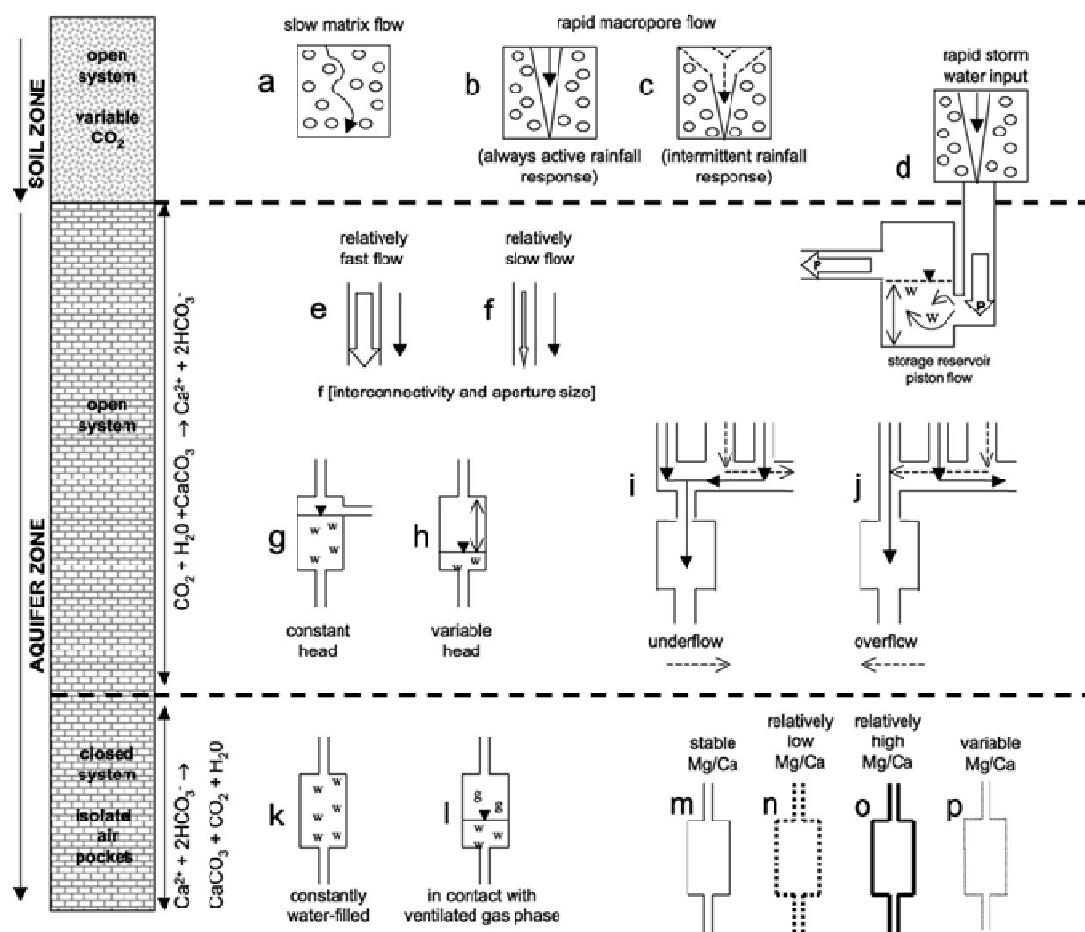 SOIL ZONE
open
system
variable
CO₂
slow matrix flow
a
rapid macropore flow
b
(always active rainfall
response)
c
(intermittent rainfall
response)
rapid storm
water input
d
P
w
w
P
storage reservoir
piston flow
AQUIFER ZONE
open
system
CO₂ + H₂0 +CaCO₃ → Ca²⁺ + 2HCO₃⁻
relatively
fast flow
e
relatively
slow flow
f
f [interconnectivity and aperture size]
g
w w
w
w w
constant
head
h
w w
variable
head
i
underflow
j
overflow
closed
system
isolate
air
pocket
Ca²⁺ + 2HCO₃⁻ →
CaCO₃ + CO₂ + H₂0
k
w
w
w w
w
w w
constantly
water-filled
l
g
g
w w
w
in contact with
ventilated gas phase
stable
Mg/Ca
m
relatively
low
Mg/Ca
n
relatively
high
Mg/Ca
o
variable
Mg/Ca
p